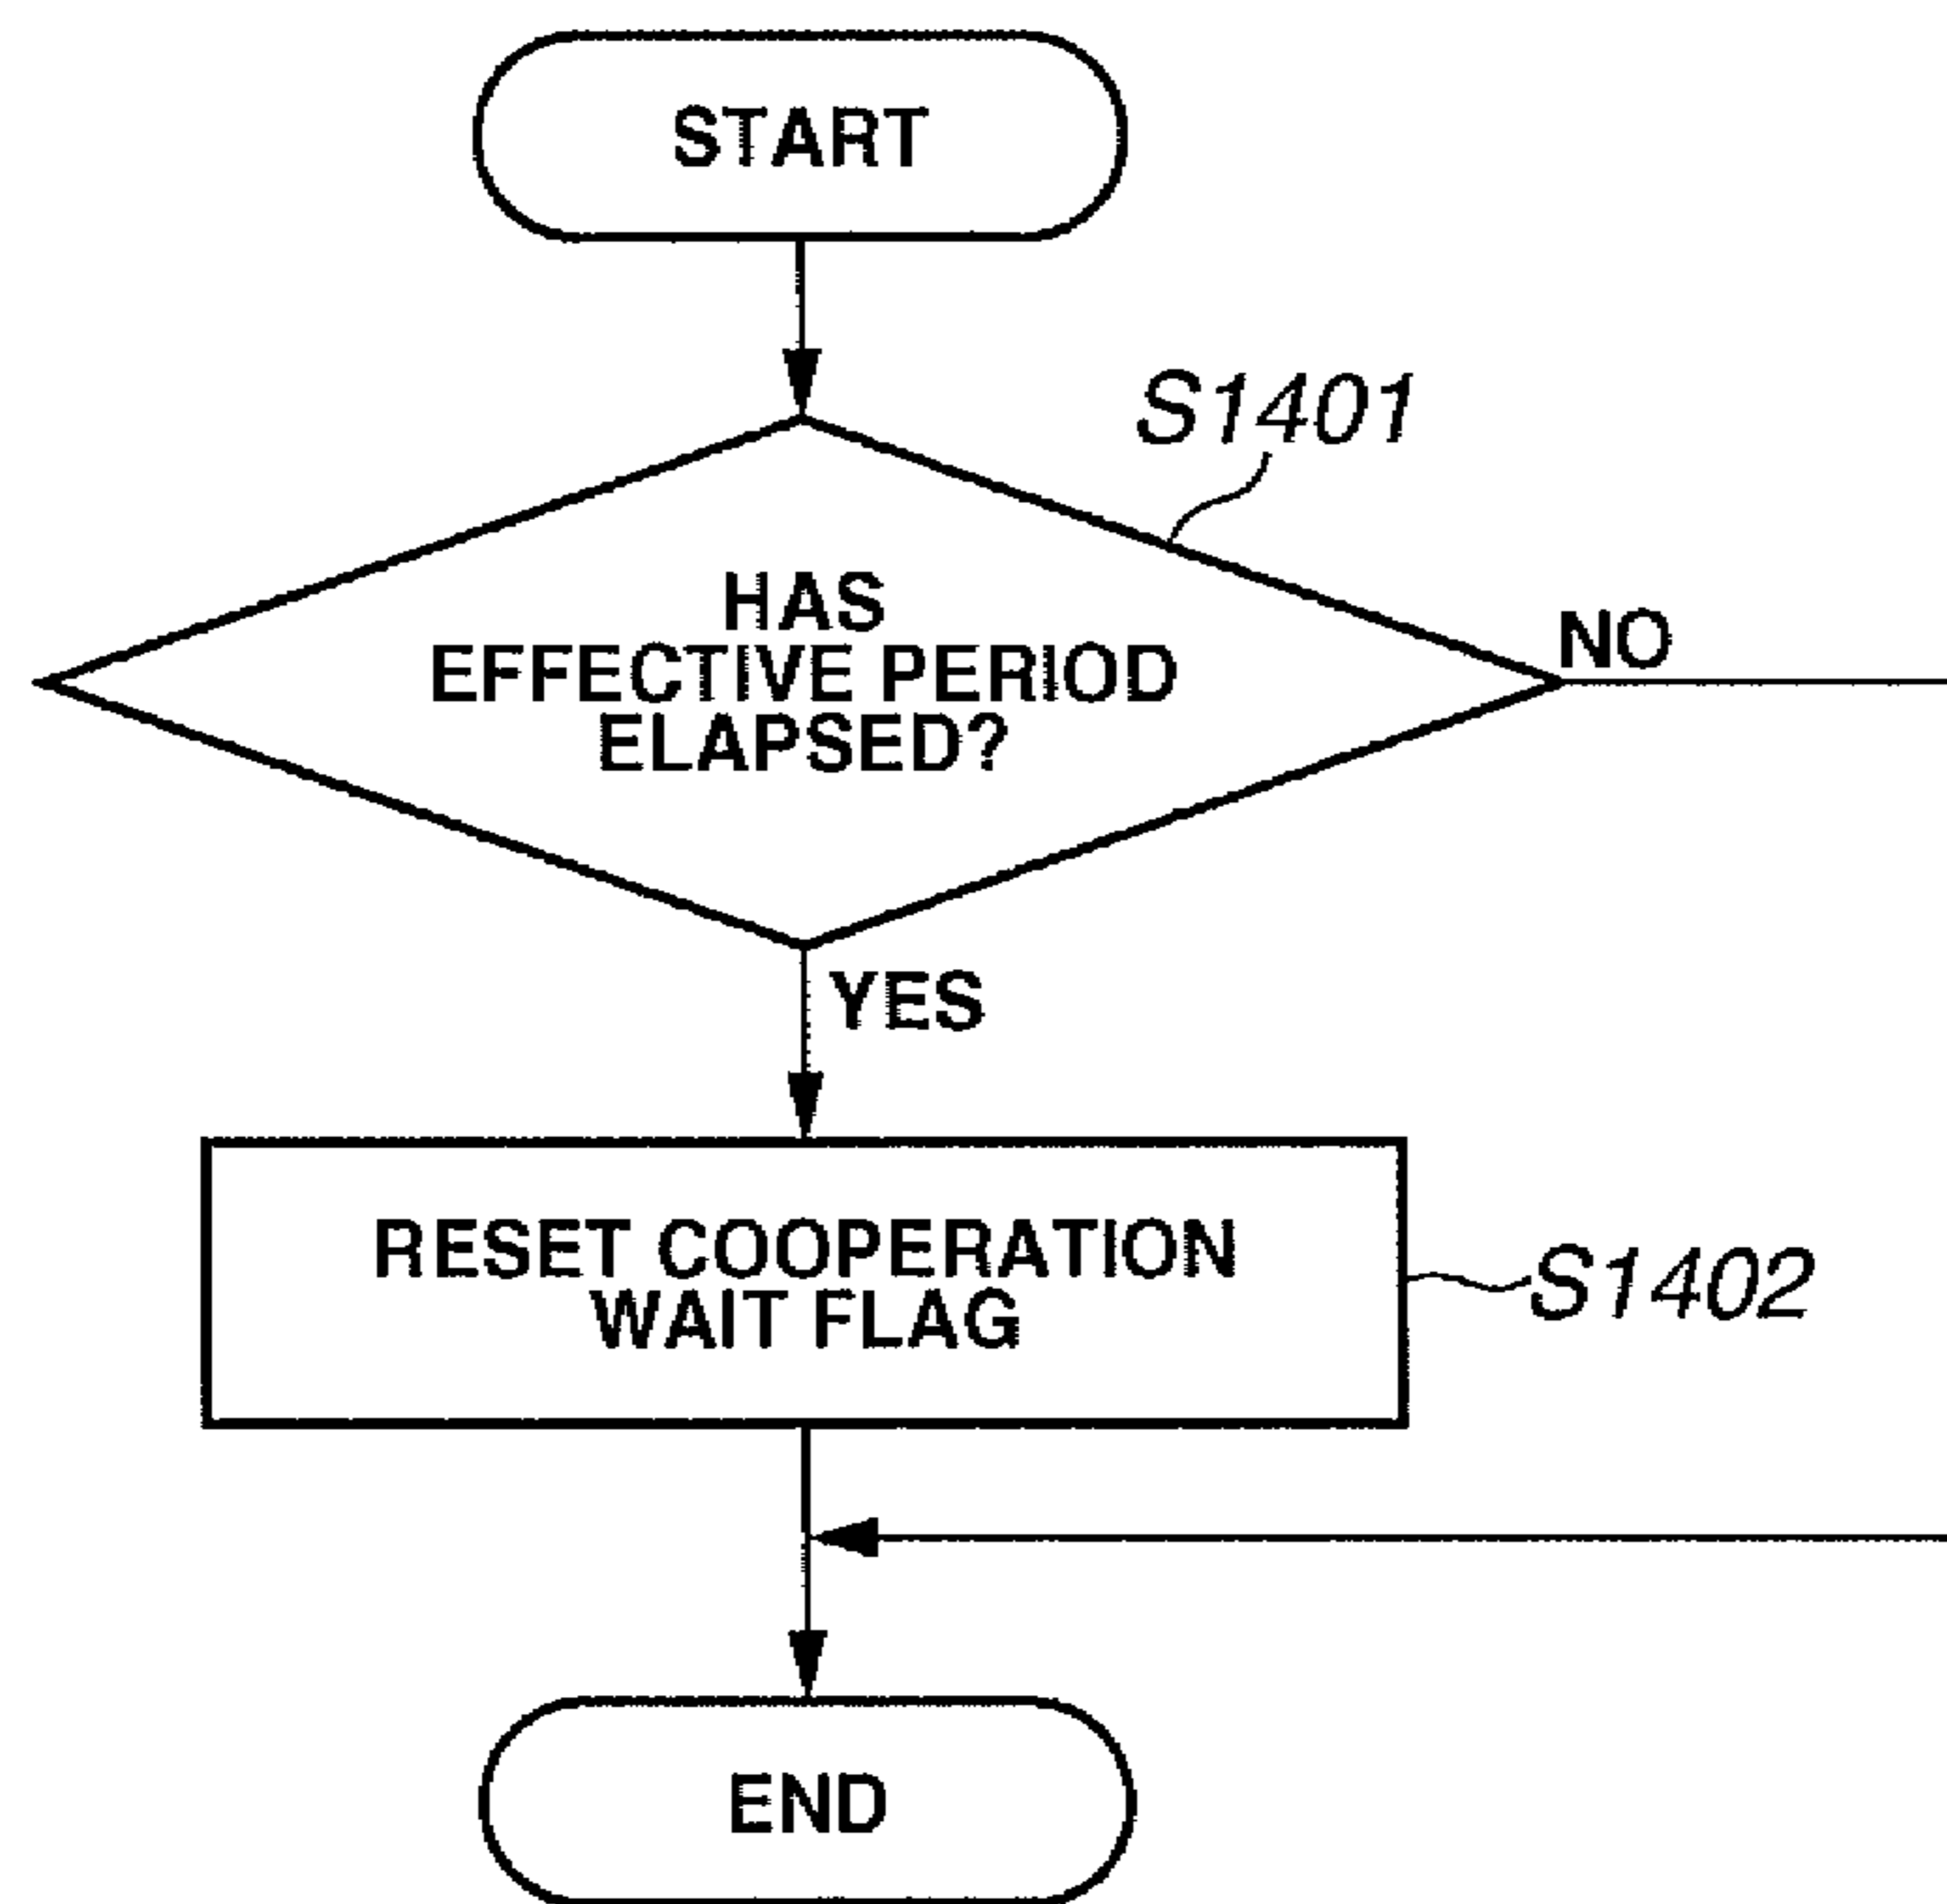 START
S1401
HAS
EFFECTIVE PERIOD
ELAPSED?
NO
YES
RESET COOPERATION
WAIT FLAG
S1402
END